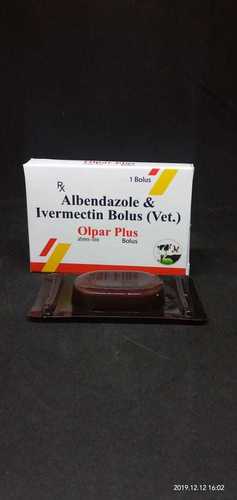 1 Bolus
Rx
Albendazole &
Ivermectin Bolus (Vet.)
Olpar Plus
Bolus
2019.12.12 16:02